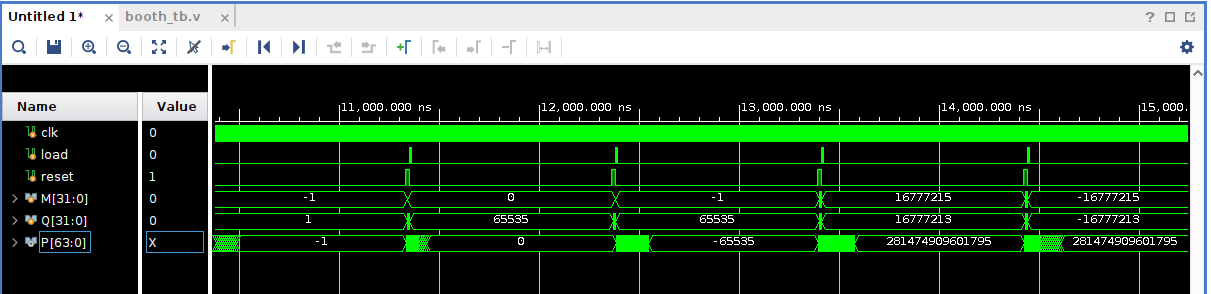 Untitled 1* × booth_tb.v × ?
Name Value
11,000.000 ns 12,000.000 ns 13,000.000 ns 14,000.000 ns 15,000.
clk 0
load 0
reset 1
M[31:0] 0 -1 0 -1 16777215 -16777215
Q[31:0] 0 1 65535 65535 16777213 -16777213
P[63:0] X -1 0 -65535 281474909601795 281474909601795